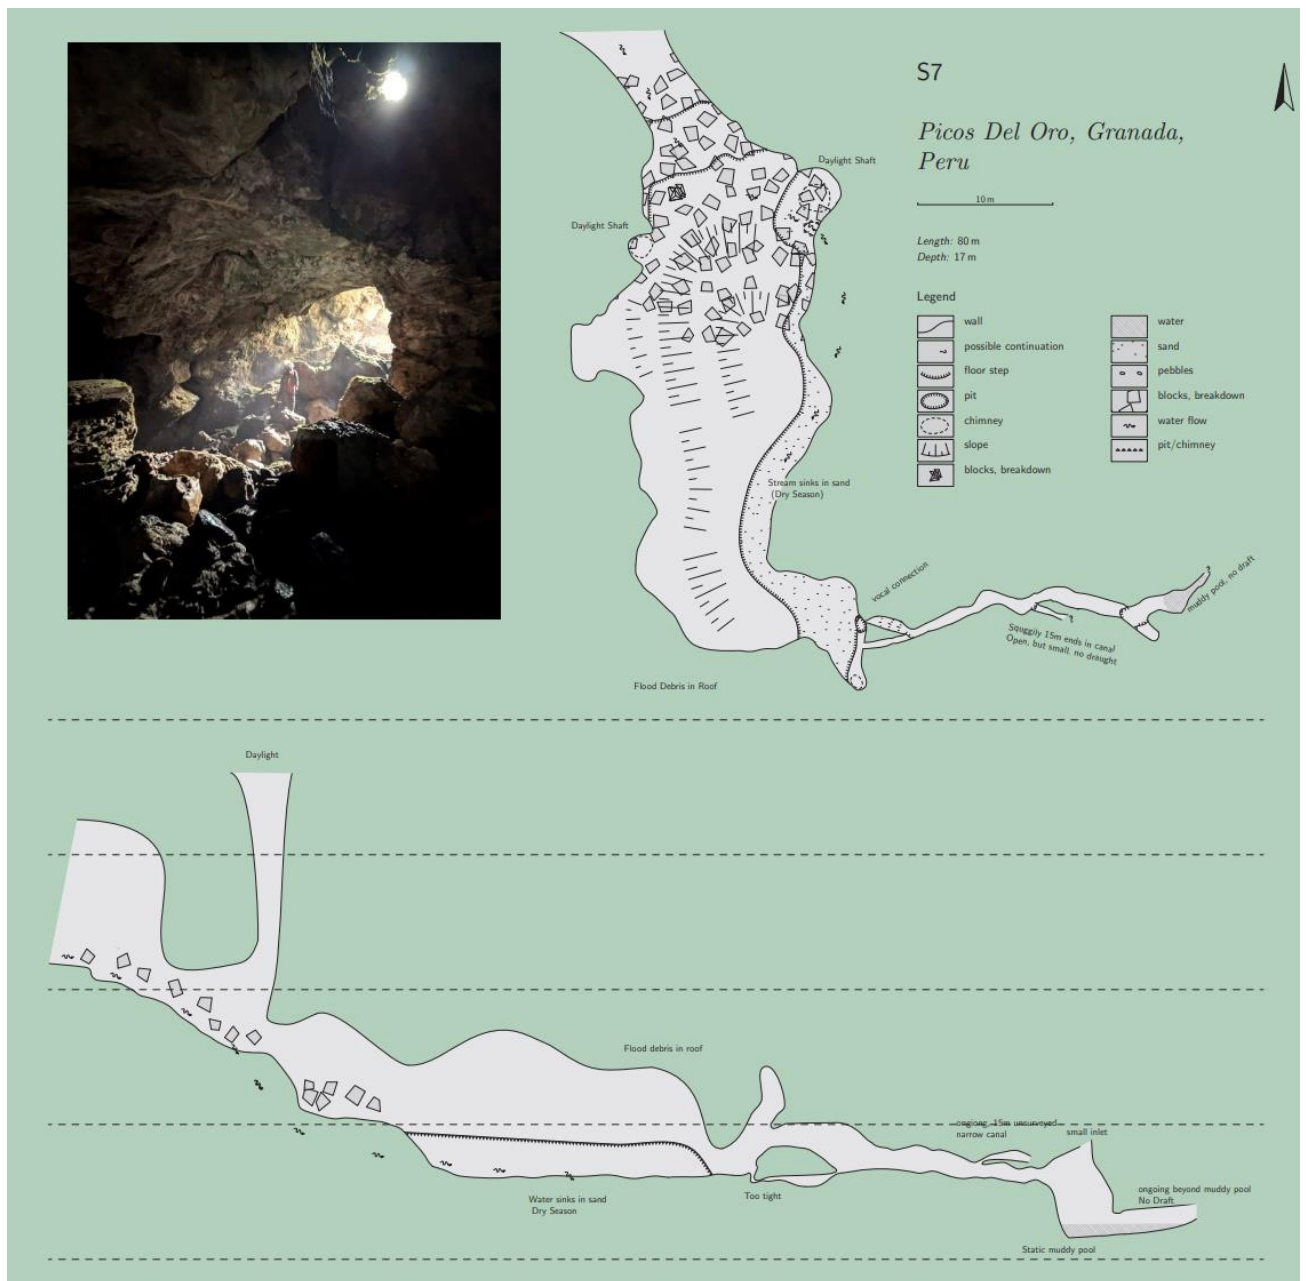 S7
Picos Del Oro, Granada,
Peru
10 m
Length: 80 m
Depth: 17 m
Legend
wall
possible continuation
floor step
pit
chimney
slope
blocks, breakdown
water
sand
pebbles
blocks, breakdown
water flow
pit/chimney
Daylight Shaft
Daylight Shaft
Stream sinks in sand
(Dry Season)
vocal connection
muddy pool, no draft
Squggily 15m ends in canal
Open, but small, no draught
Flood Debris in Roof
Daylight
Flood debris in roof
ongiong, 15m unsurveyed
narrow canal
small inlet
ongoing beyond muddy pool
No Draft
Water sinks in sand
Dry Season
Too tight
Static muddy pool